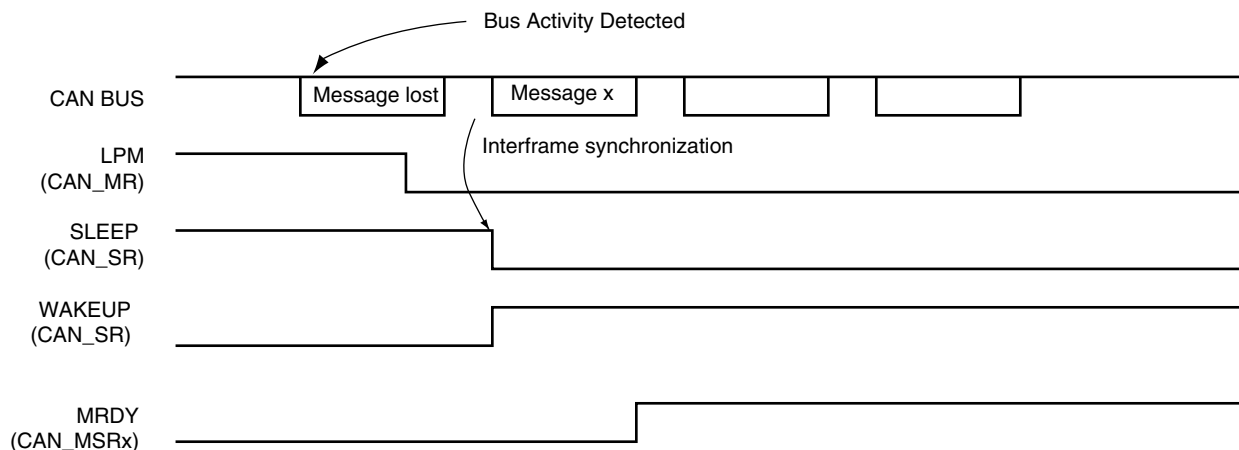 Bus Activity Detected
CAN BUS
Message lost
Message x
Interframe synchronization
LPM
(CAN_MR)
SLEEP
(CAN_SR)
WAKEUP
(CAN_SR)
MRDY
(CAN_MSRx)